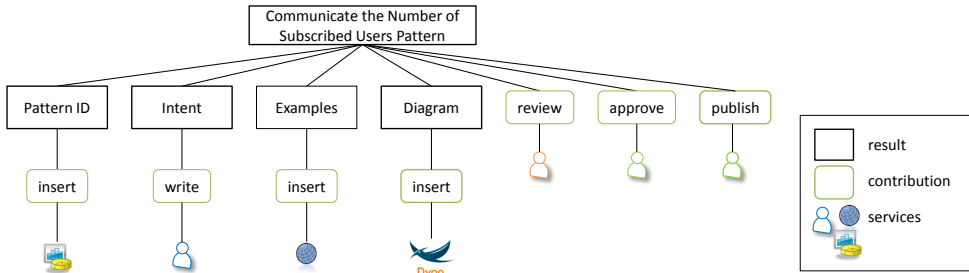 Communicate the Number of
Subscribed Users Pattern
Pattern ID
Intent
Examples
Diagram
review
approve
publish
insert
write
insert
insert
result
contribution
services